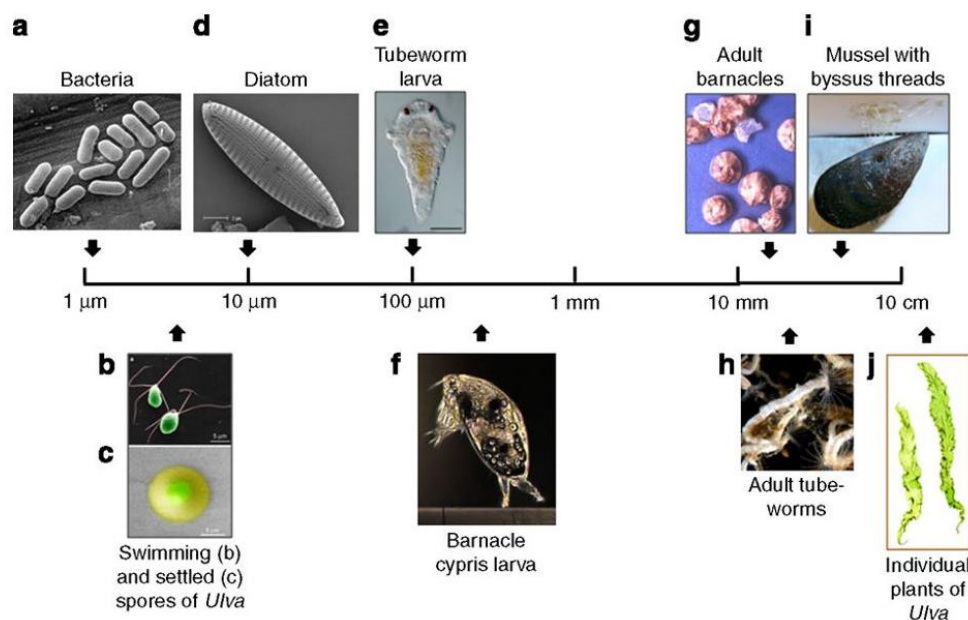 a
Bacteria
d
Diatom
e
Tubeworm
larva
g
Adult
barnacles
i
Mussel with
byssus threads
1 μm
10 μm
100 μm
1 mm
10 mm
10 cm
b
5 μm
c
Swimming (b)
and settled (c)
spores of Ulva
f
Barnacle
cypris larva
h
Adult tube-
worms
j
Individual
plants of
Ulva